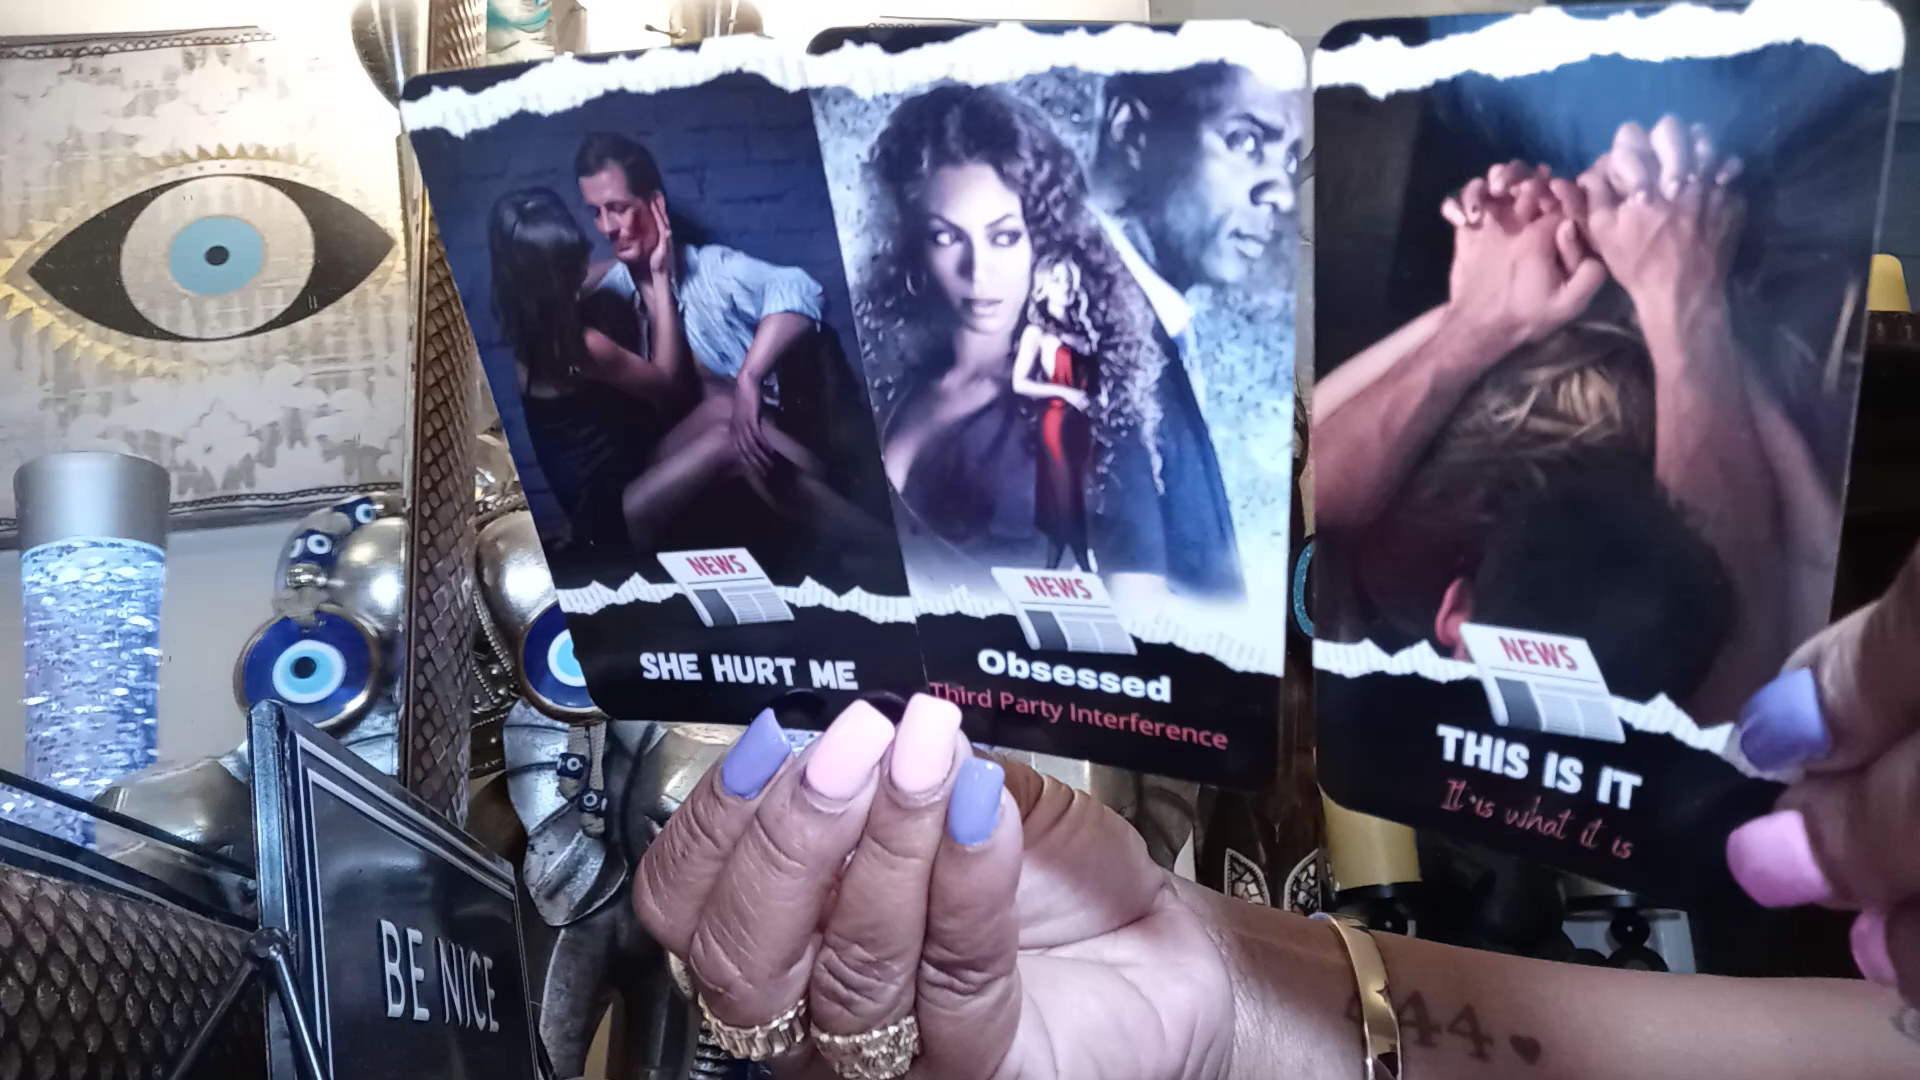 NEWS
SHE HURT ME
NEWS
Obsessed
Third Party Interference
NEWS
THIS IS IT
It is what it is
BE NICE
444